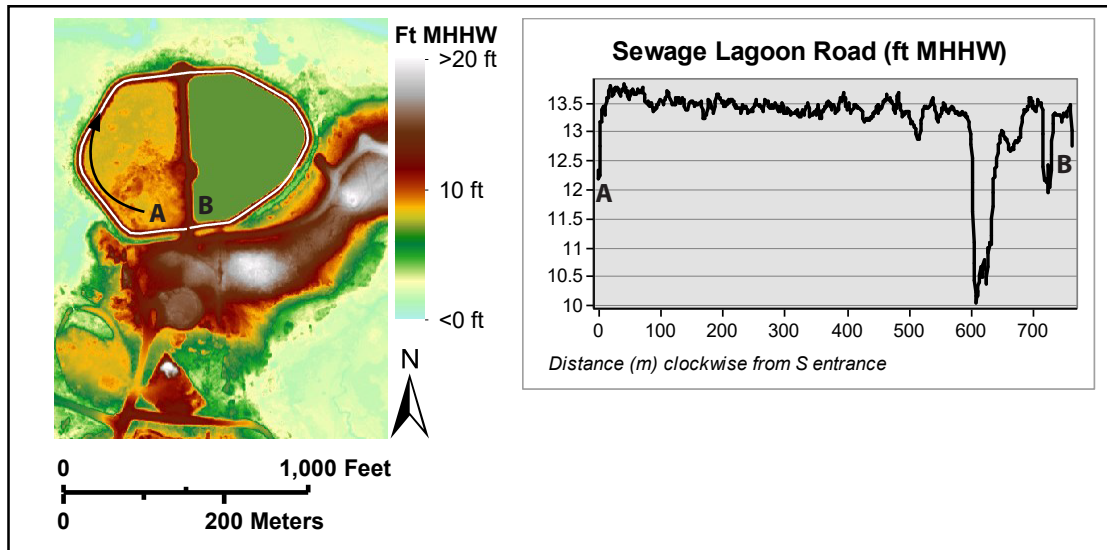 Ft MHHW
>20 ft
10 ft
<0 ft
A
B
N
0
1,000 Feet
0
200 Meters
Sewage Lagoon Road (ft MHHW)
13.5
13
12.5
12
11.5
11
10.5
10
A
B
0 100 200 300 400 500 600 700
Distance (m) clockwise from S entrance